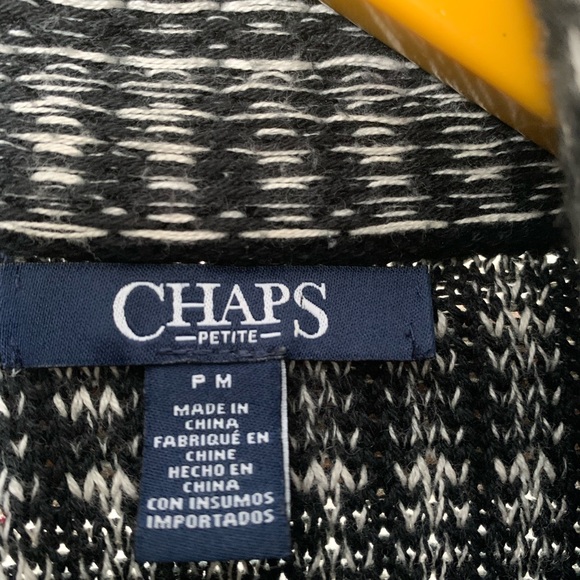 CHAPS
PETITE
P M
MADE IN
CHINA
FABRIQUÉ EN
CHINE
HECHO EN
CHINA
CON INSUMOS
IMPORTADOS